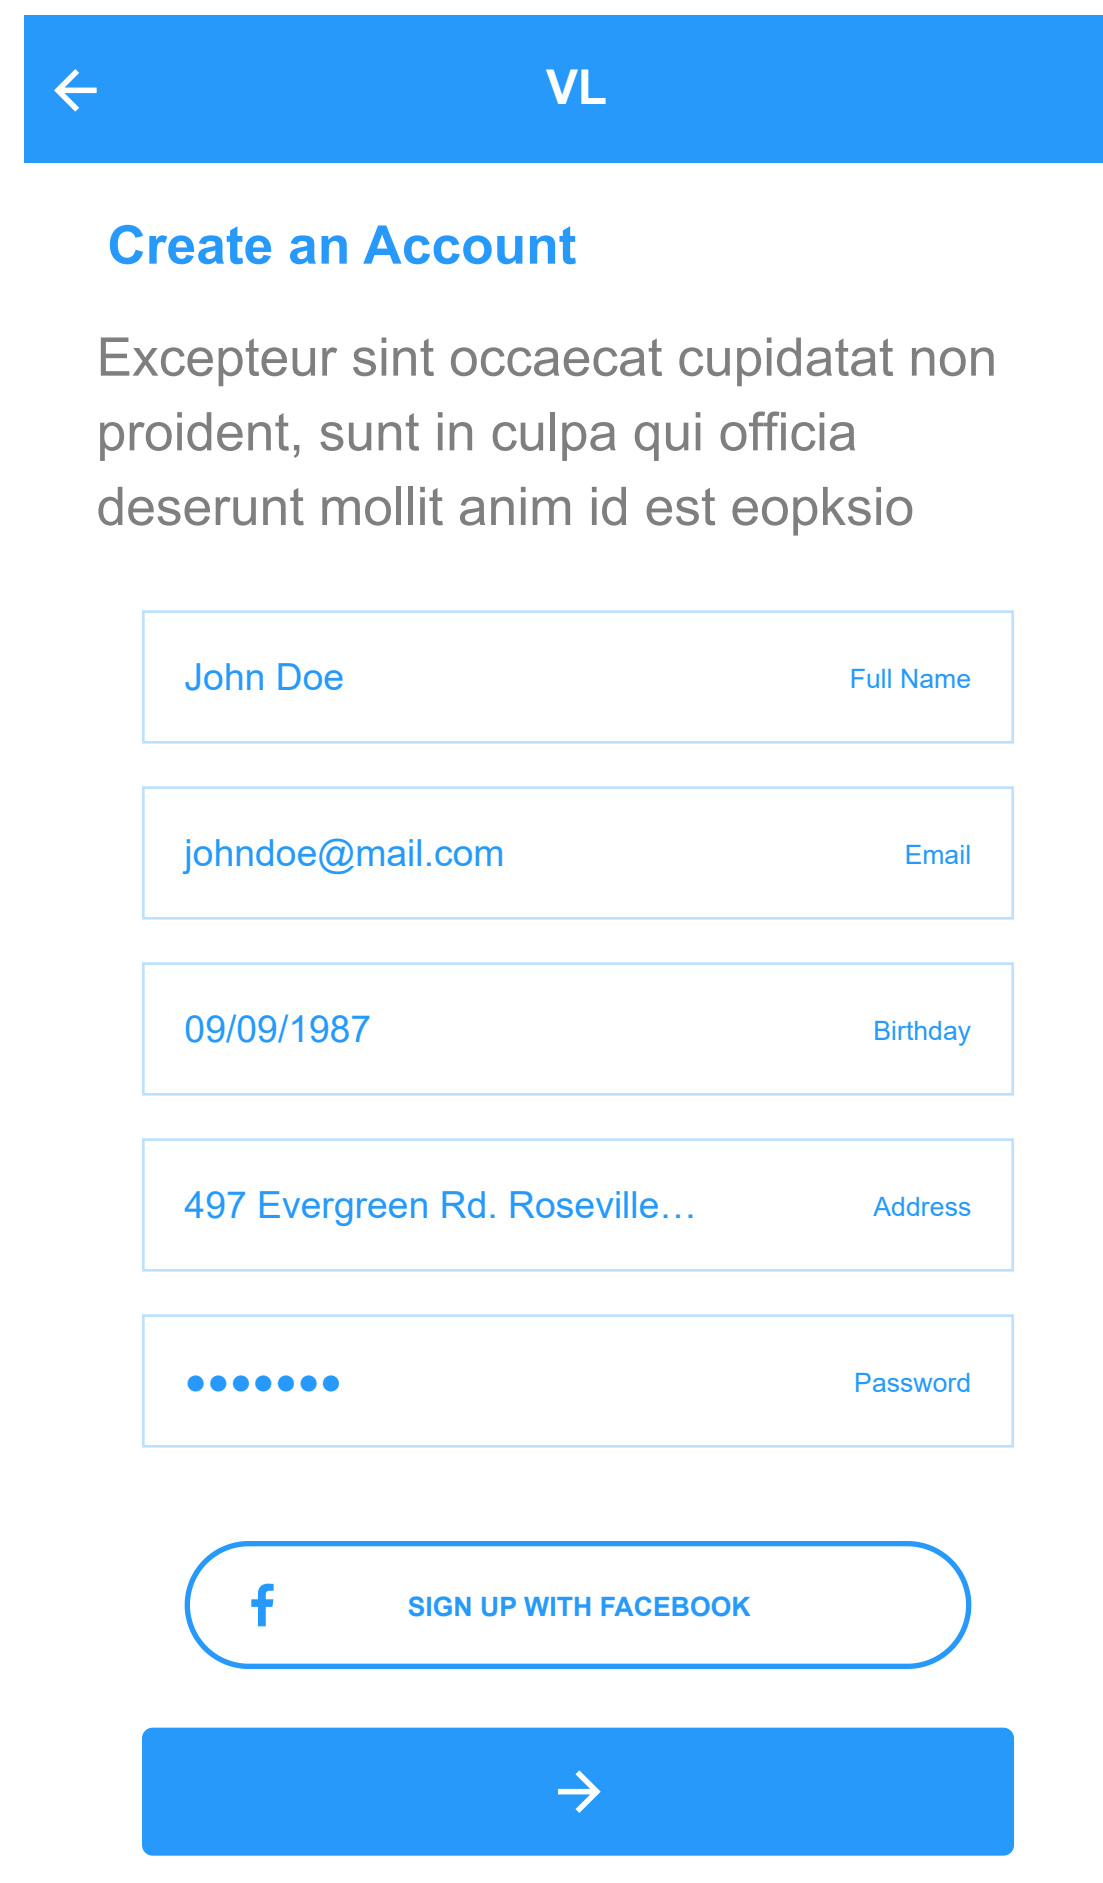 VL
Create an Account
Excepteur sint occaecat cupidatat non
proident, sunt in culpa qui officia
deserunt mollit anim id est eopksio
John Doe Full Name
johndoe@mail.com Email
09/09/1987 Birthday
497 Evergreen Rd. Roseville... Address
●●●●●●● Password
f SIGN UP WITH FACEBOOK